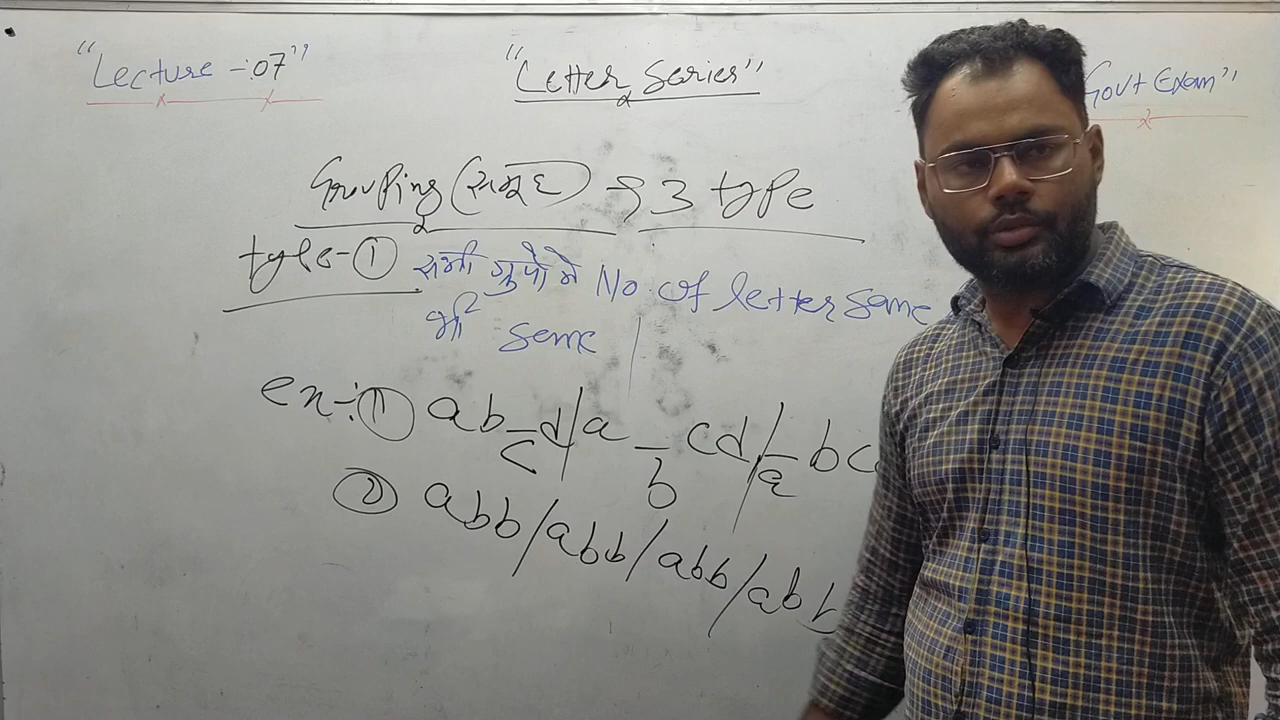 "Lecture -:07"
"Letter Series"
Govt Exam"
Grouping (समूह) → 3 type
type-① सभी ग्रुपो मे No. of letter same
भी same
ex-:① ab_d/a_cd/_bc
c b a
② abb/abb/abb/abb